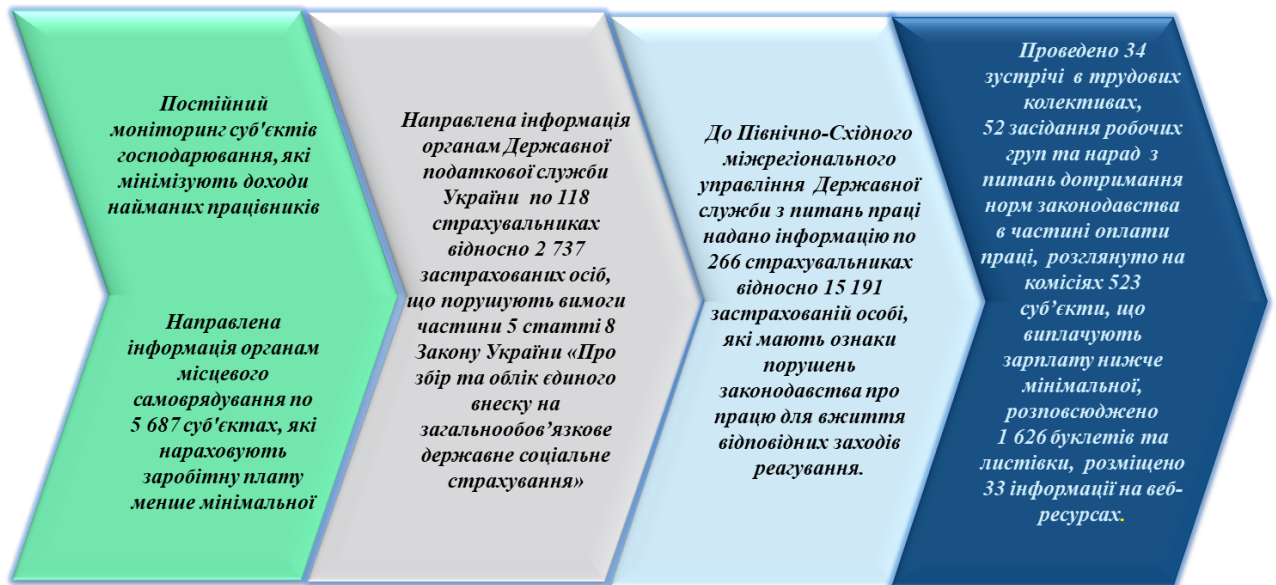 Постійний
моніторинг суб'єктів
господарювання, які
мінімізують доходи
найманих працівників
Направлена
інформація органам
місцевого
самоврядування по
5 687 суб'єктах, які
нараховують
заробітну плату
менше мінімальної
Направлена інформація
органам Державної
податкової служби
України по 118
страхувальниках
відносно 2 737
застрахованих осіб,
що порушують вимоги
частини 5 статті 8
Закону України «Про
збір та облік єдиного
внеску на
загальнообов’язкове
державне соціальне
страхування»
До Північно-Східного
міжрегіонального
управління Державної
служби з питань праці
надано інформацію по
266 страхувальниках
відносно 15 191
застрахованій особі,
які мають ознаки
порушень
законодавства про
працю для вжиття
відповідних заходів
реагування.
Проведено 34
зустрічі в трудових
колективах,
52 засідання робочих
груп та нарад з
питань дотримання
норм законодавства
в частині оплати
праці, розглянуто на
комісіях 523
суб’єкти, що
виплачують
зарплату нижче
мінімальної,
розповсюджено
1 626 буклетів та
листівки, розміщено
33 інформації на веб-
ресурсах.